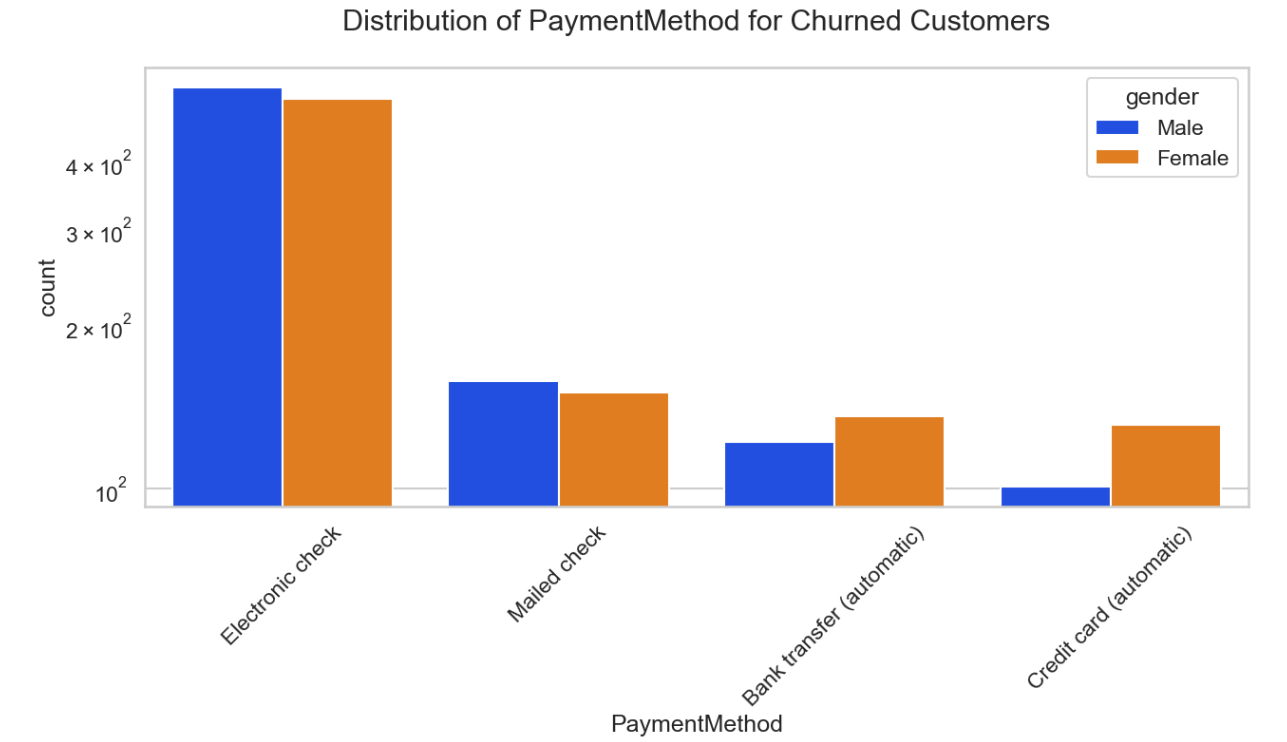 Distribution of PaymentMethod for Churned Customers
gender
Male
Female
4 × 10²
3 × 10²
2 × 10²
10²
count
Electronic check
Mailed check
Bank transfer (automatic)
Credit card (automatic)
PaymentMethod